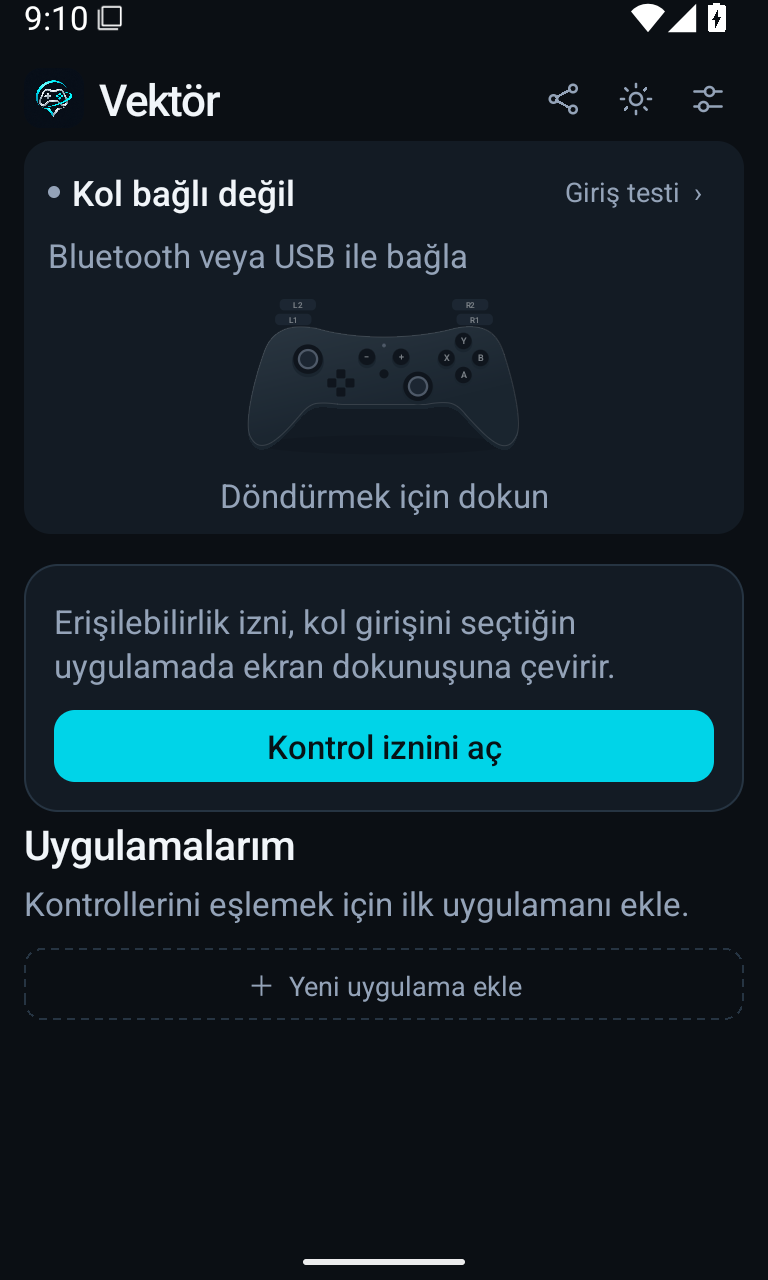 9:10
Vektör
Kol bağlı değil
Giriş testi ›
Bluetooth veya USB ile bağla
L2 R2
L1 R1
Y
X B
A
- +
Döndürmek için dokun
Erişilebilirlik izni, kol girişini seçtiğin
uygulamada ekran dokunuşuna çevirir.
Kontrol iznini aç
Uygulamalarım
Kontrollerini eşlemek için ilk uygulamanı ekle.
+ Yeni uygulama ekle